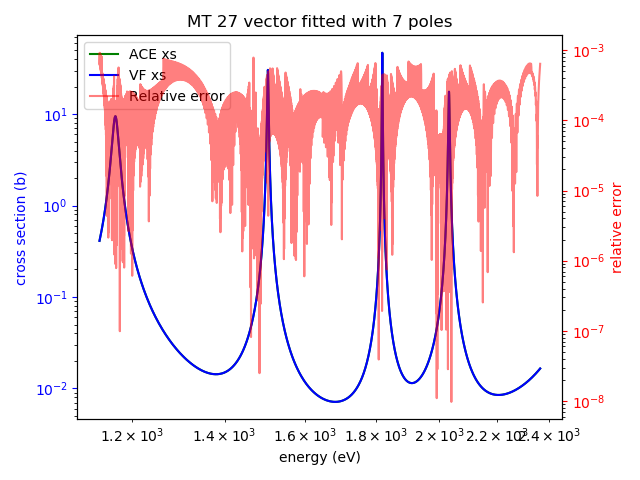 MT 27 vector fitted with 7 poles
ACE xs
VF xs
Relative error
cross section (b)
10¹
10⁰
10⁻¹
10⁻²
relative error
10⁻³
10⁻⁴
10⁻⁵
10⁻⁶
10⁻⁷
10⁻⁸
1.2 × 10³ 1.4 × 10³ 1.6 × 10³ 1.8 × 10³ 2 × 10³ 2.2 × 10³ 2.4 × 10³
energy (eV)